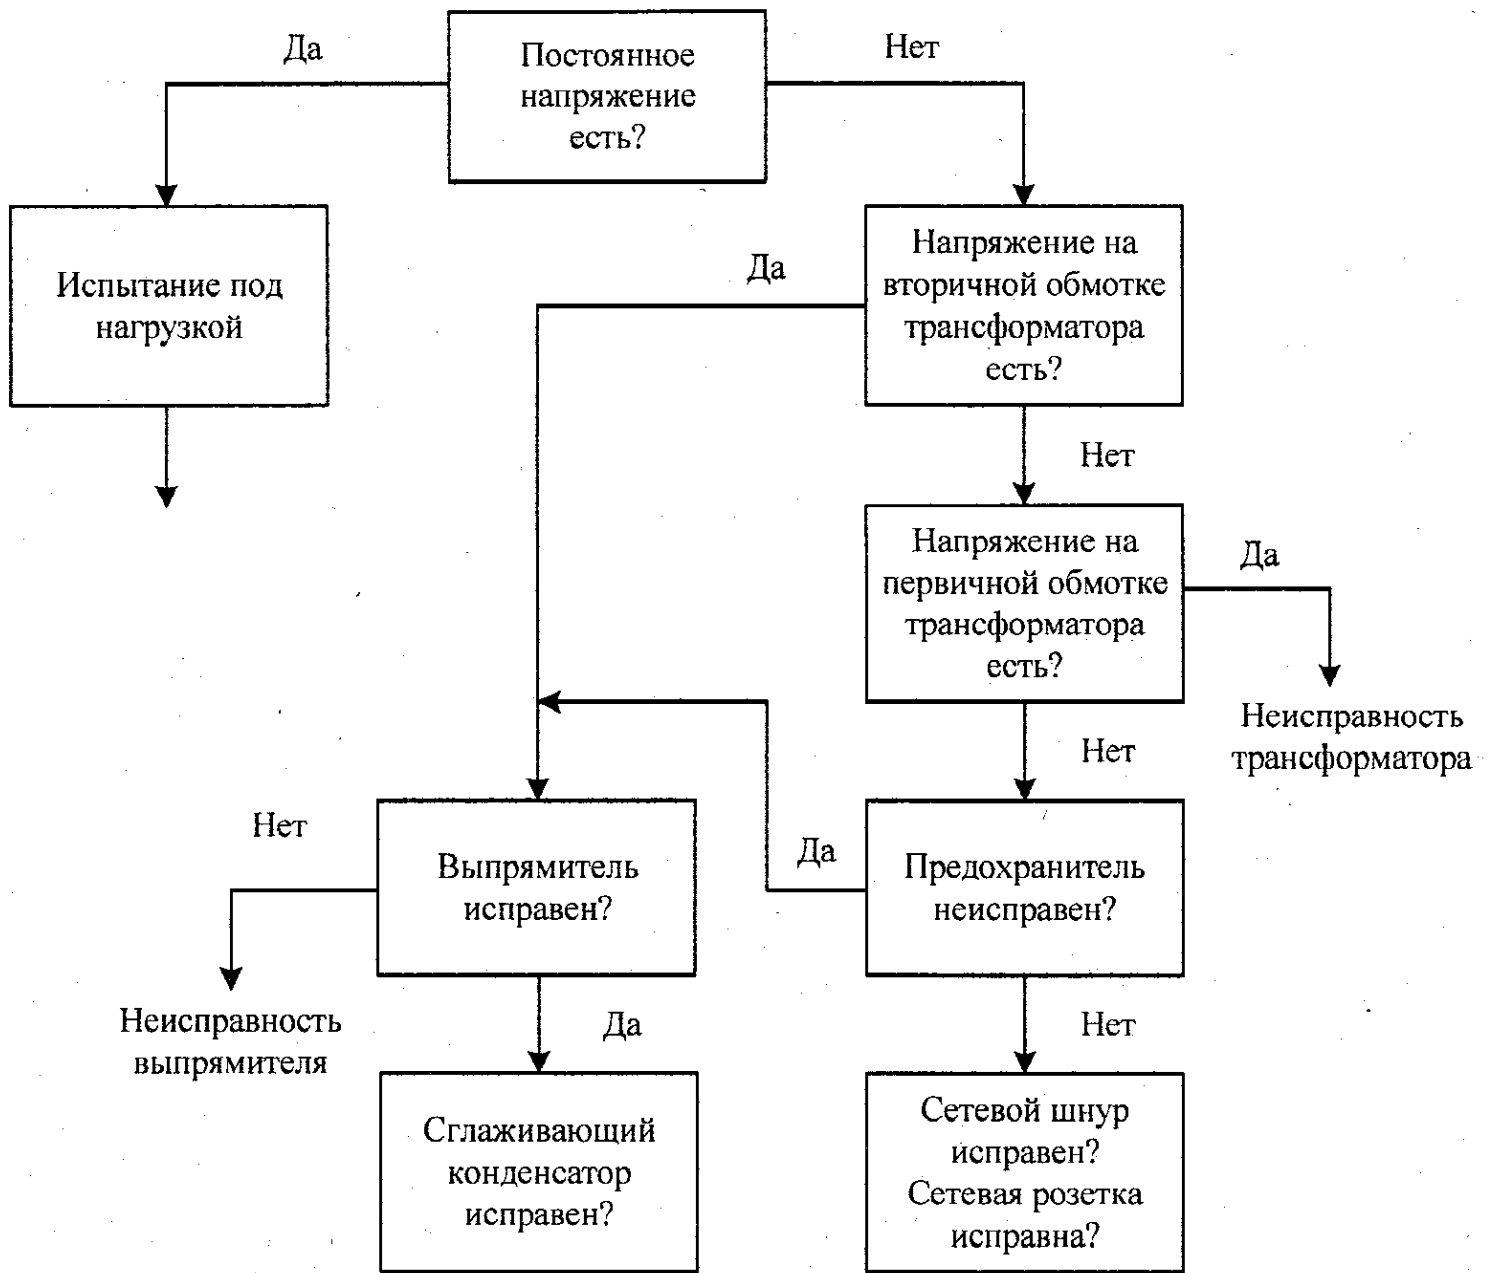 Да
Постоянное
напряжение
есть?
Нет
Испытание под
нагрузкой
Да
Напряжение на
вторичной обмотке
трансформатора
есть?
Нет
Напряжение на
первичной обмотке
трансформатора
есть?
Да
Неисправность
трансформатора
Нет
Нет
Выпрямитель
исправен?
Да
Предохранитель
неисправен?
Неисправность
выпрямителя
Да
Нет
Сглаживающий
конденсатор
исправен?
Сетевой шнур
исправен?
Сетевая розетка
исправна?